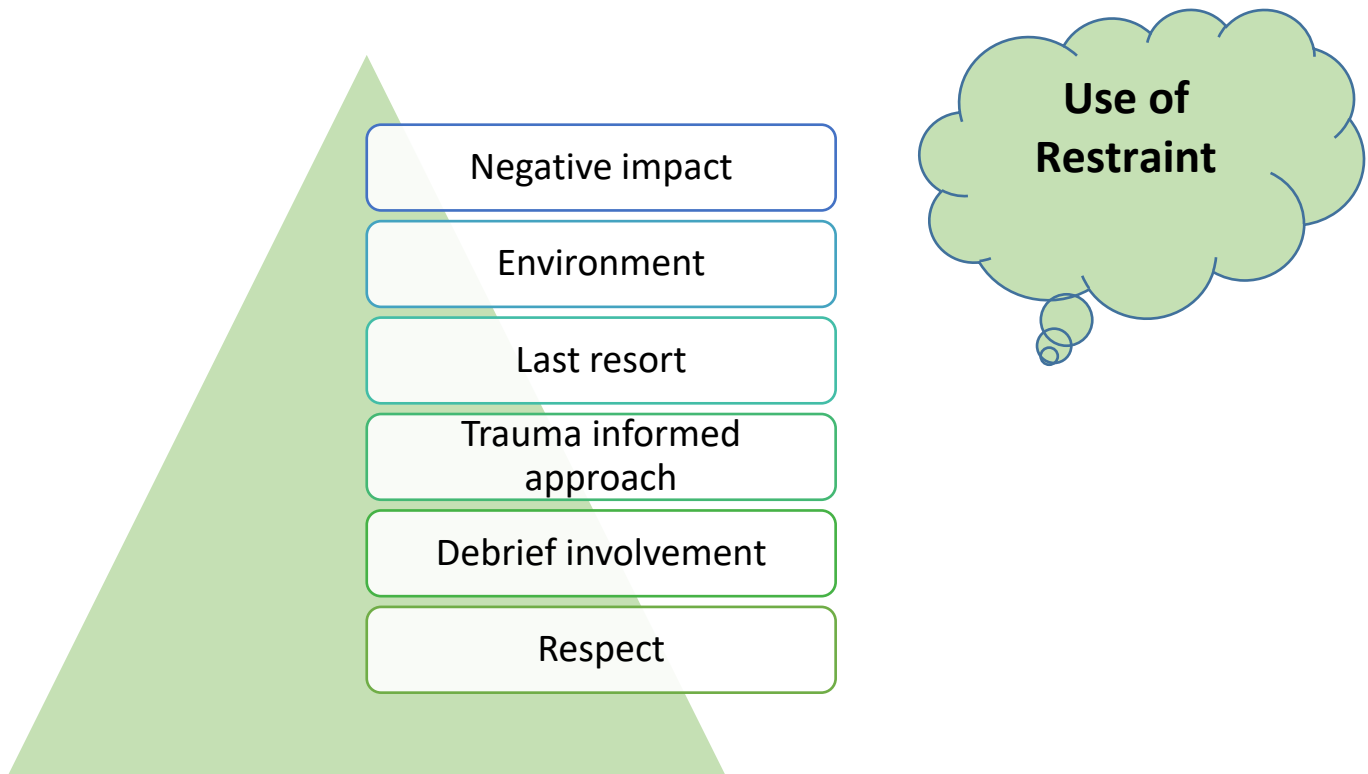 Use of
Restraint
Negative impact
Environment
Last resort
Trauma informed
approach
Debrief involvement
Respect